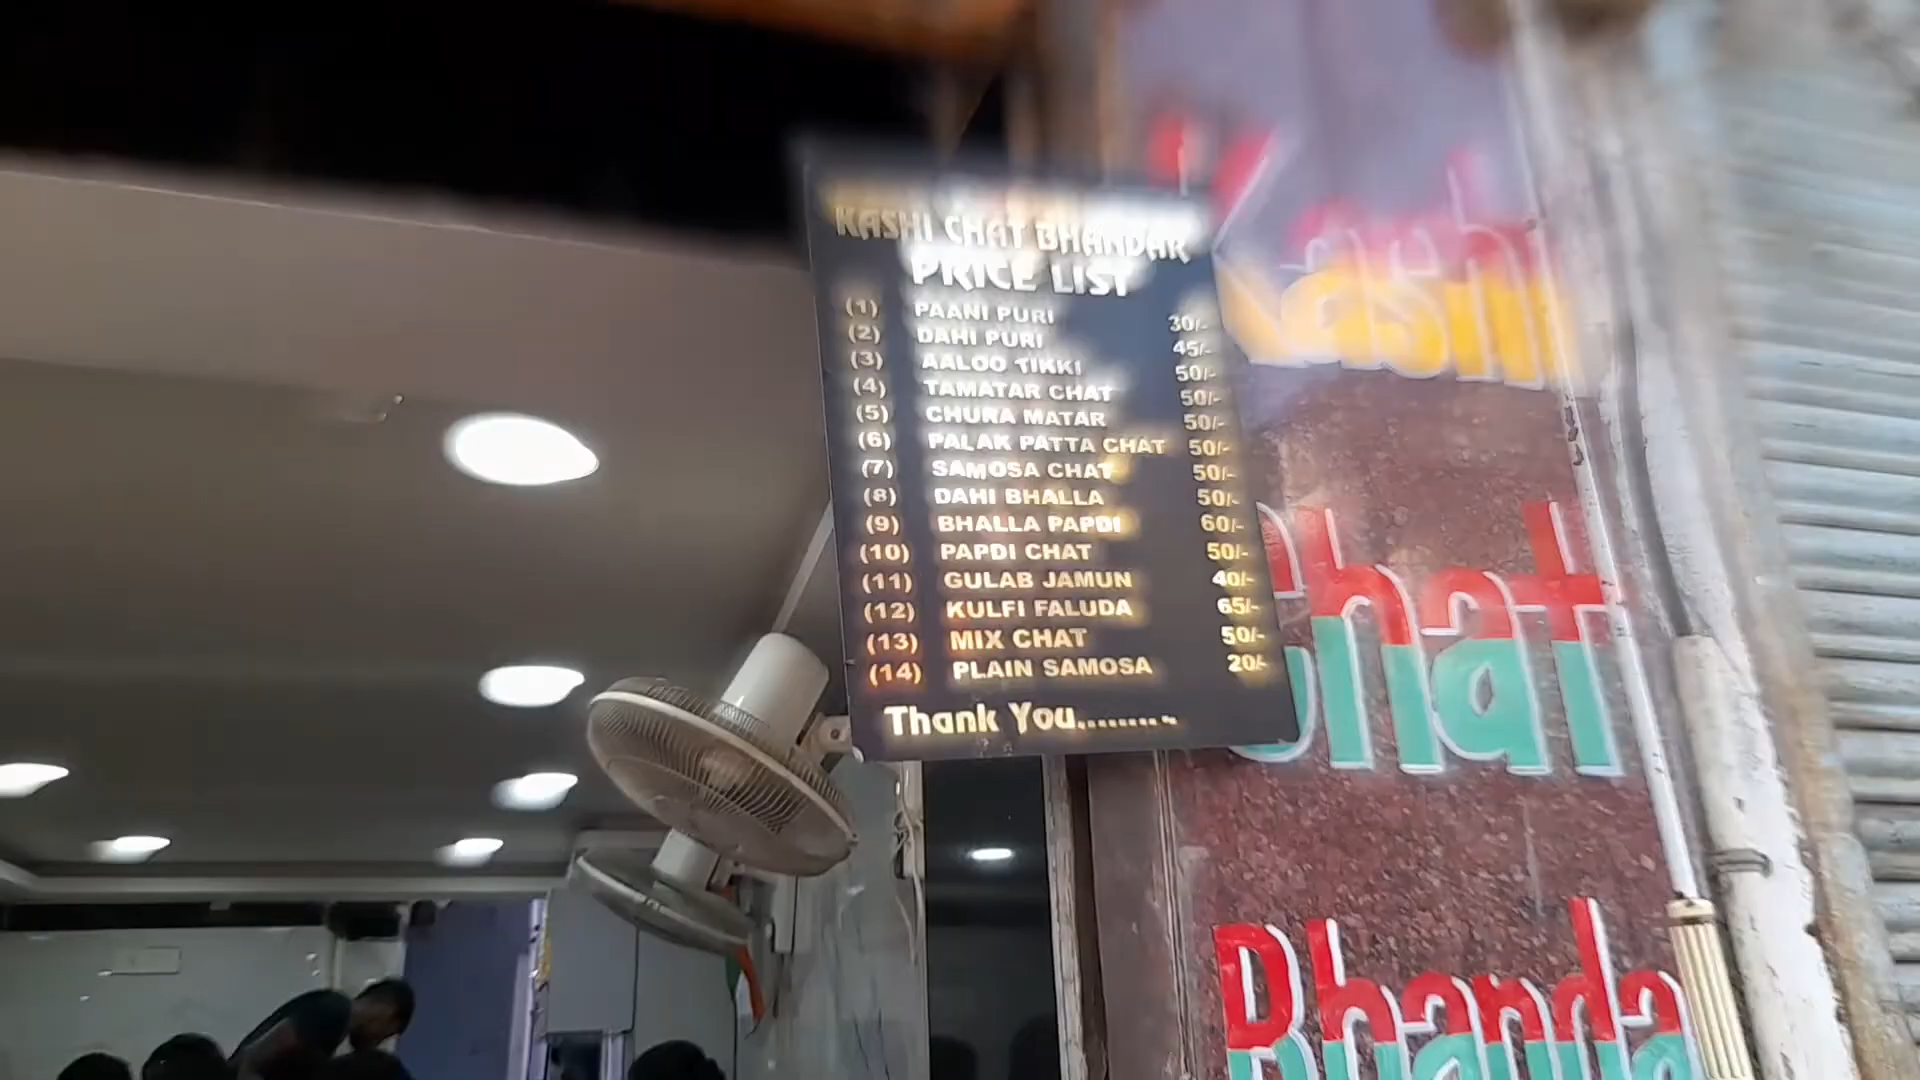 KASHI CHAT BHANDAR
PRICE LIST
(1) PAANI PURI 30/-
(2) DAHI PURI 45/-
(3) AALOO TIKKI 50/-
(4) TAMATAR CHAT 50/-
(5) CHURA MATAR 50/-
(6) PALAK PATTA CHAT 50/-
(7) SAMOSA CHAT 50/-
(8) DAHI BHALLA 50/-
(9) BHALLA PAPDI 60/-
(10) PAPDI CHAT 50/-
(11) GULAB JAMUN 40/-
(12) KULFI FALUDA 65/-
(13) MIX CHAT 50/-
(14) PLAIN SAMOSA 20/-
Thank You.........
Kashi
Chat
Bhanda